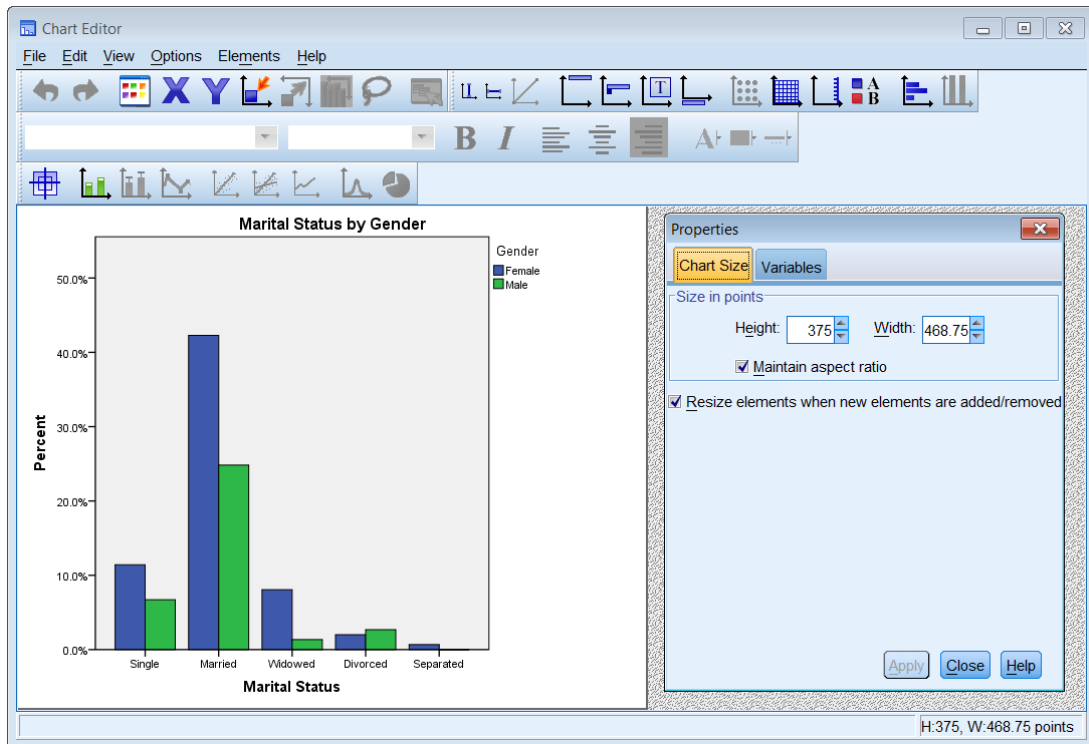 Chart Editor
File Edit View Options Elements Help
X Y
T
A
B
B I A
Marital Status by Gender
Gender
Female
Male
50.0%
40.0%
30.0%
20.0%
10.0%
0.0%
Percent
Single Married Widowed Divorced Separated
Marital Status
Properties
Chart Size Variables
Size in points
Height: 375 Width: 468.75
Maintain aspect ratio
Resize elements when new elements are added/removed
Apply Close Help
H:375, W:468.75 points